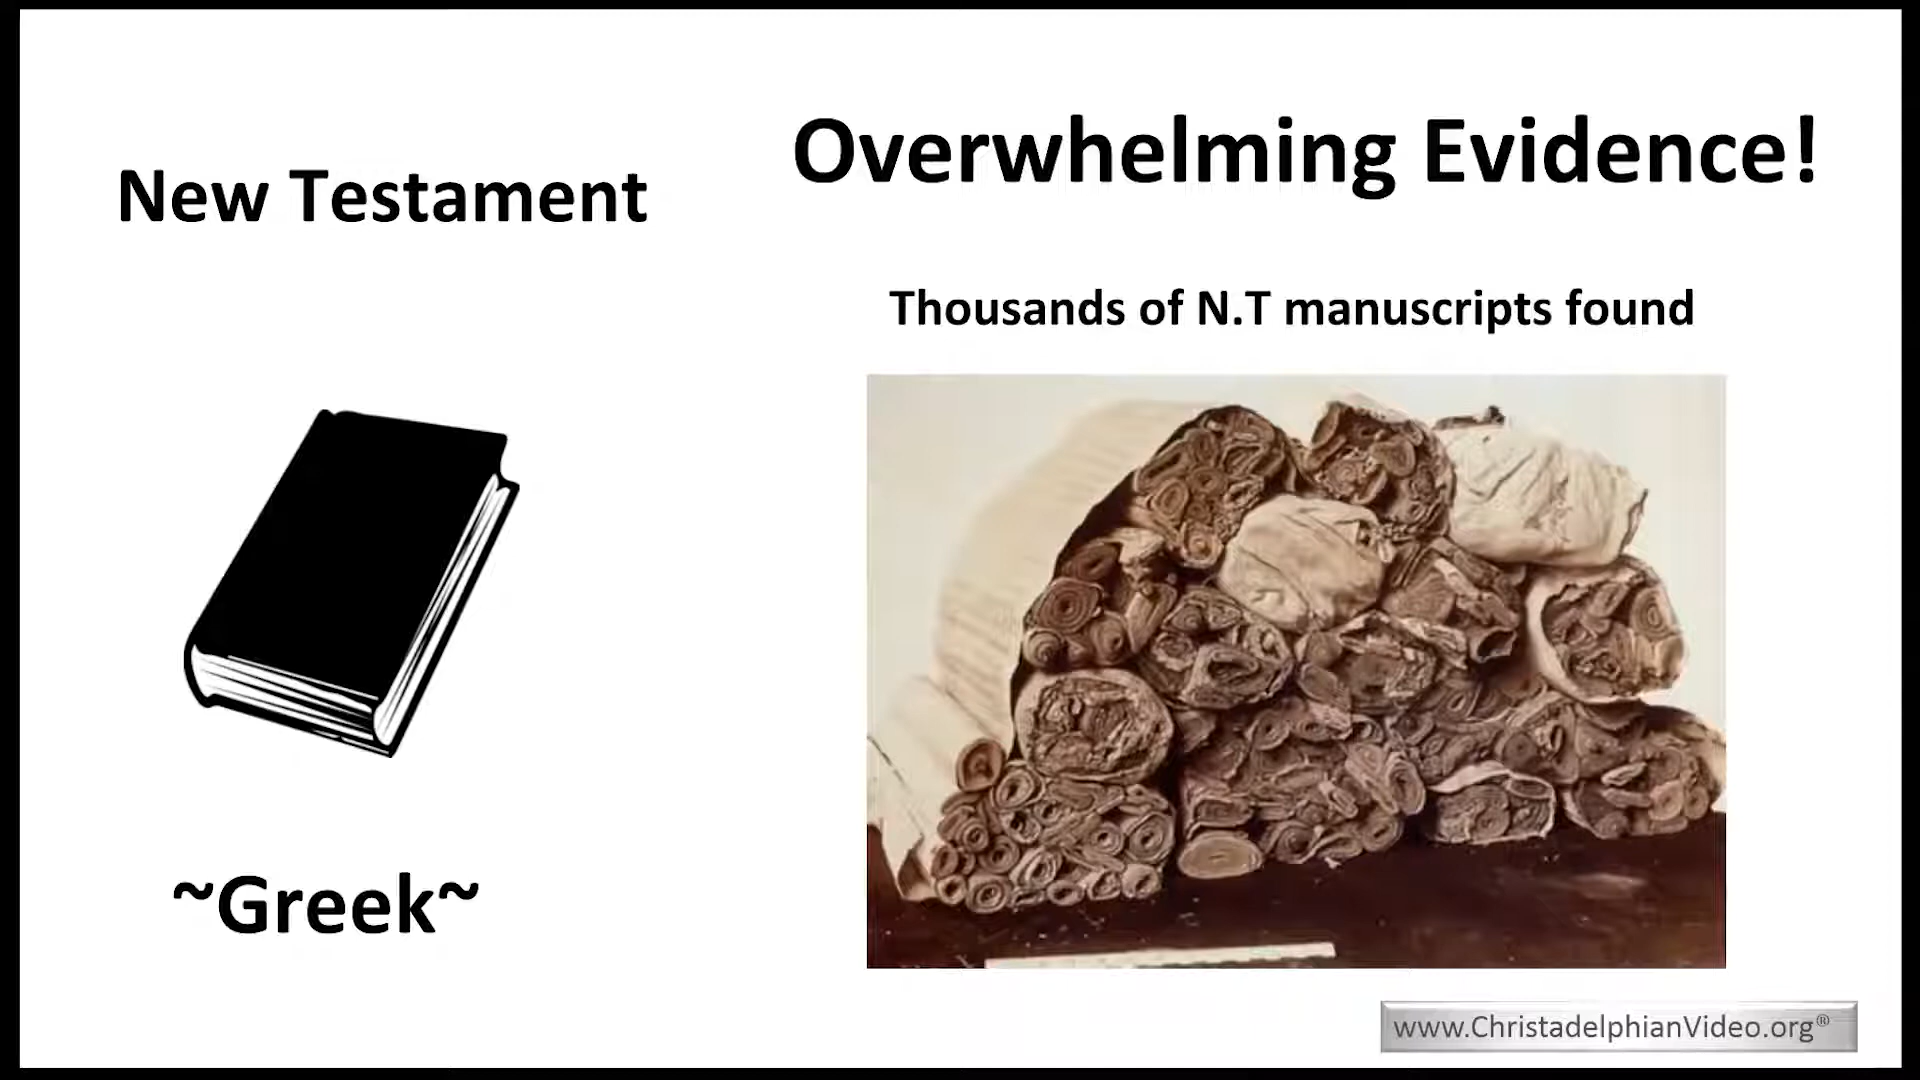 New Testament
~Greek~
Overwhelming Evidence!
Thousands of N.T manuscripts found
www.ChristadelphianVideo.org®